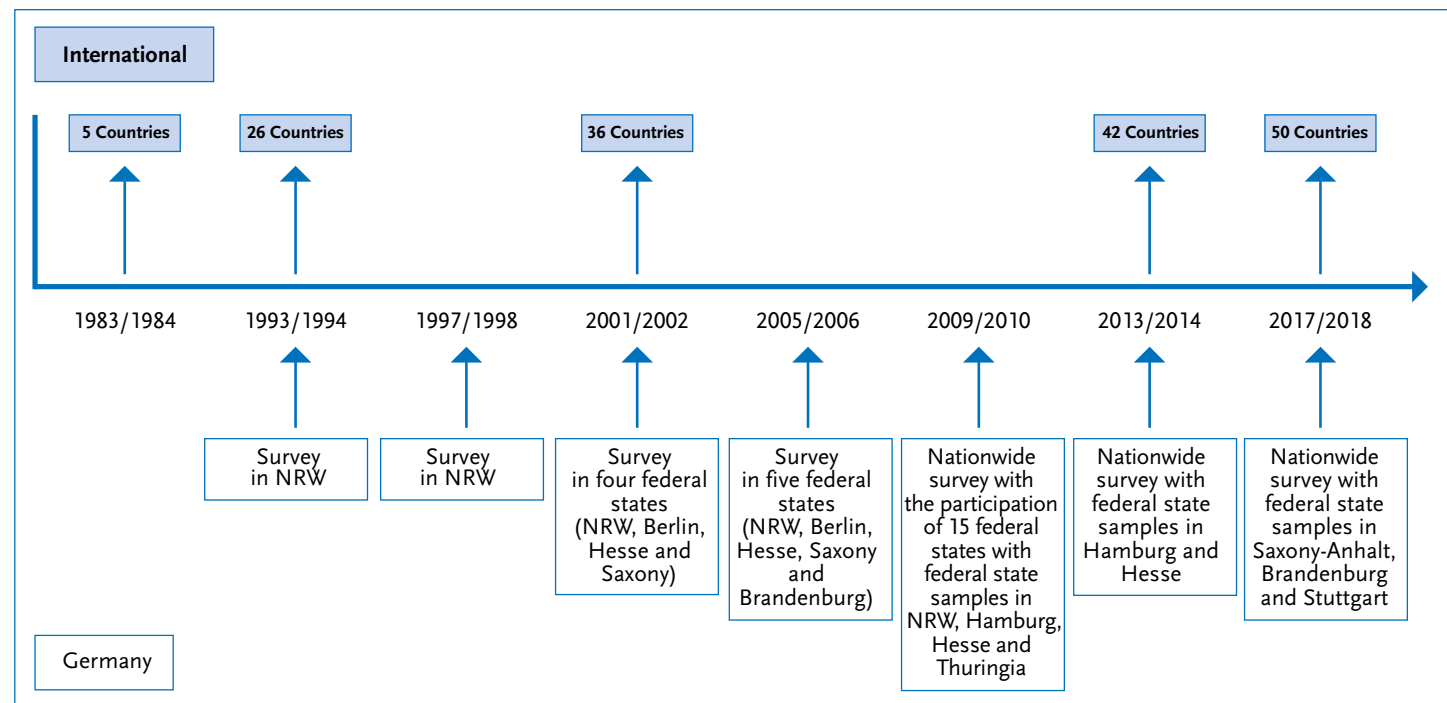 International
5 Countries
26 Countries
36 Countries
42 Countries
50 Countries
1983/1984
1993/1994
1997/1998
2001/2002
2005/2006
2009/2010
2013/2014
2017/2018
Survey
in NRW
Survey
in NRW
Survey
in four federal
states
(NRW, Berlin,
Hesse and
Saxony)
Survey
in five federal
states
(NRW, Berlin,
Hesse, Saxony
and
Brandenburg)
Nationwide
survey with
the participation
of 15 federal
states with
federal state
samples in
NRW, Hamburg,
Hesse and
Thuringia
Nationwide
survey with
federal state
samples in
Hamburg and
Hesse
Nationwide
survey with
federal state
samples in
Saxony-Anhalt,
Brandenburg
and Stuttgart
Germany